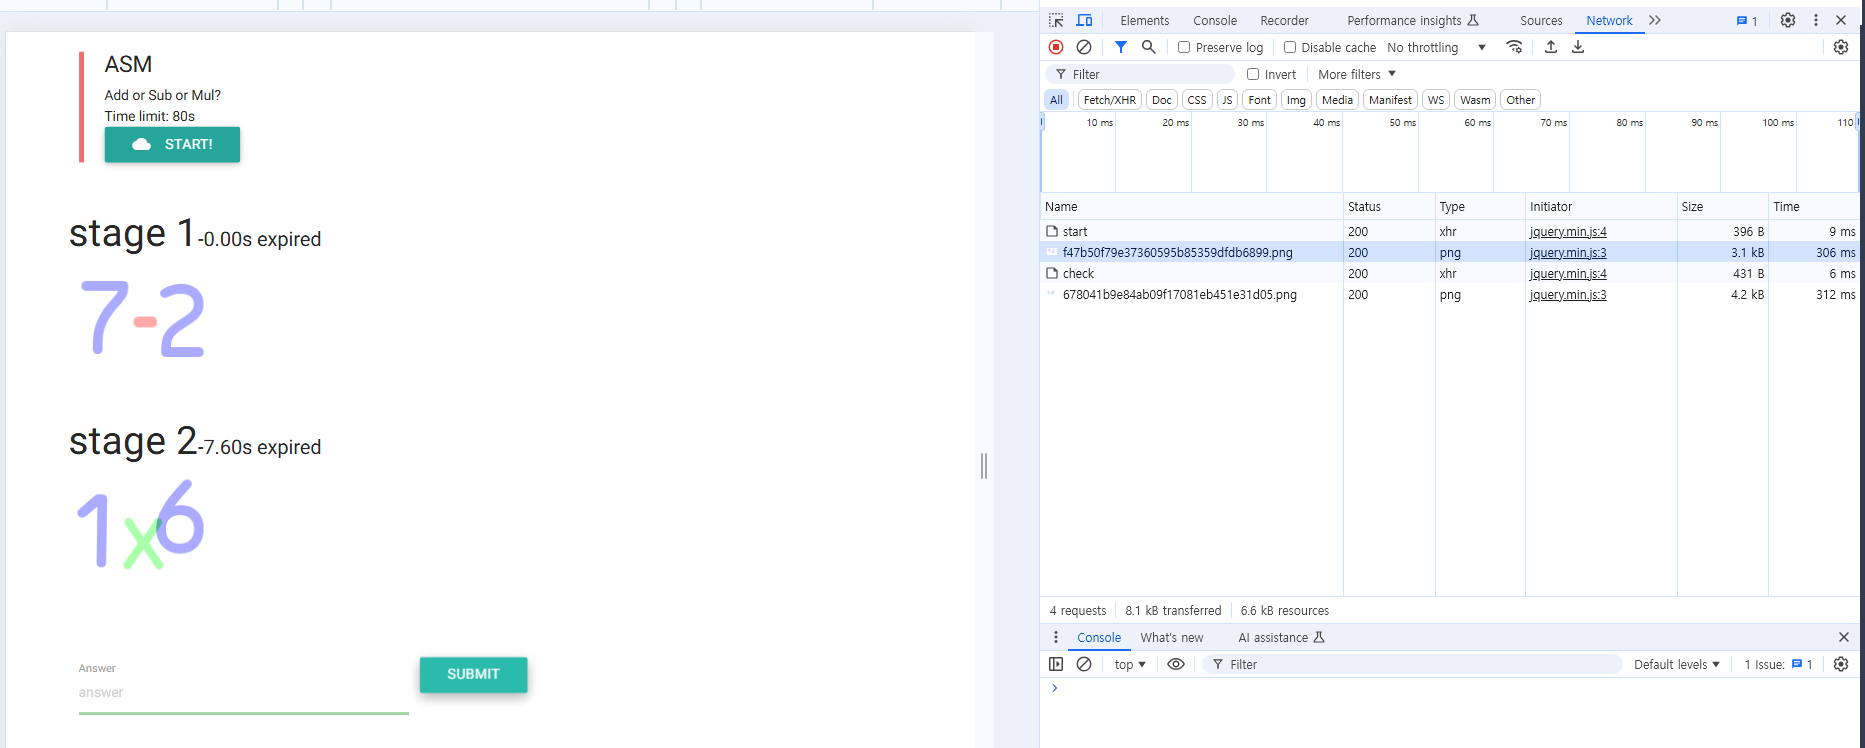 ASM
Add or Sub or Mul?
Time limit: 80s
START!
stage 1-0.00s expired
7-2
stage 2-7.60s expired
1x6
Answer
answer
SUBMIT
Elements Console Recorder Performance insights Sources Network 1
Preserve log Disable cache No throttling
Filter Invert More filters
All Fetch/XHR Doc CSS JS Font Img Media Manifest WS Wasm Other
10 ms 20 ms 30 ms 40 ms 50 ms 60 ms 70 ms 80 ms 90 ms 100 ms 110
Name Status Type Initiator Size Time
start 200 xhr jquery.min.js:4 396 B 9 ms
f47b50f79e37360595b85359dfdb6899.png 200 png jquery.min.js:3 3.1 kB 306 ms
check 200 xhr jquery.min.js:4 431 B 6 ms
678041b9e84ab09f17081eb451e31d05.png 200 png jquery.min.js:3 4.2 kB 312 ms
4 requests 8.1 kB transferred 6.6 kB resources
Console What's new AI assistance
top Filter Default levels 1 Issue: 1